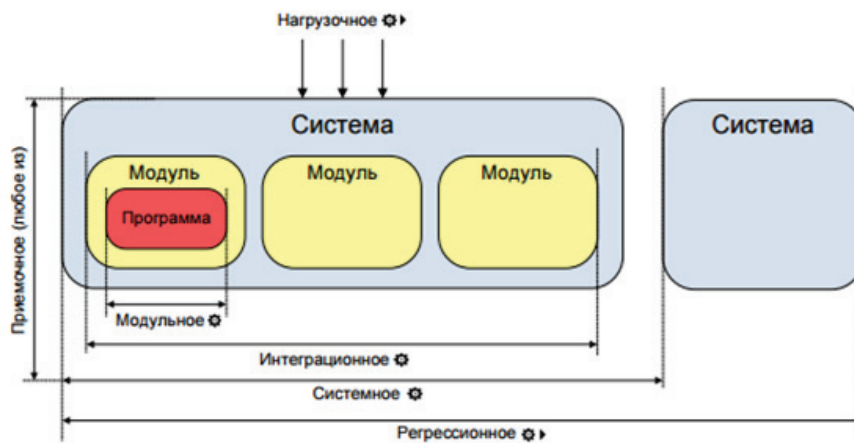 Нагрузочное
Система
Система
Модуль
Модуль
Модуль
Программа
Приемочное (любое из)
Модульное
Интеграционное
Системное
Регрессионное